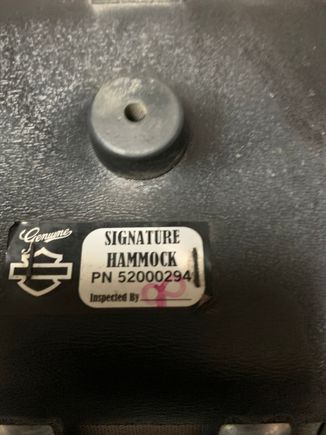 Genuine
SIGNATURE
HAMMOCK
PN 52000294
Inspected By